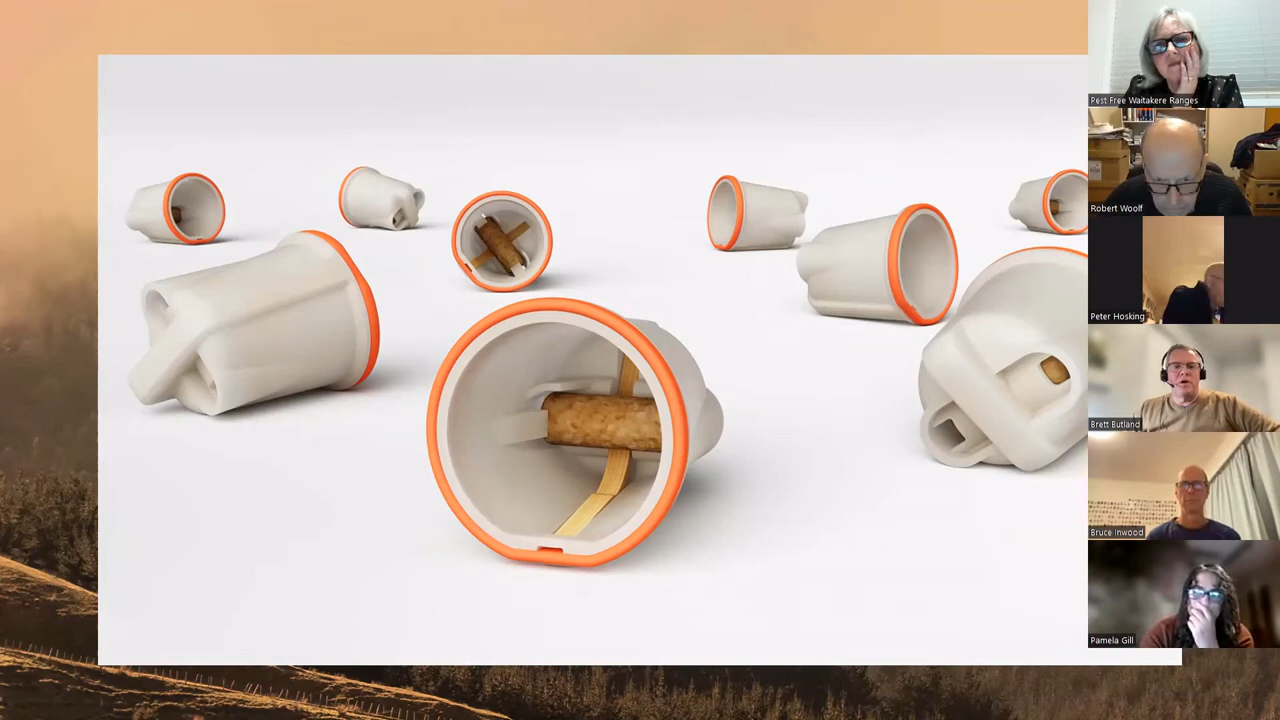 Pest Free Waitakere Ranges
Robert Woolf
Peter Hosking
Brett Butland
Bruce Inwood
Pamela Gill